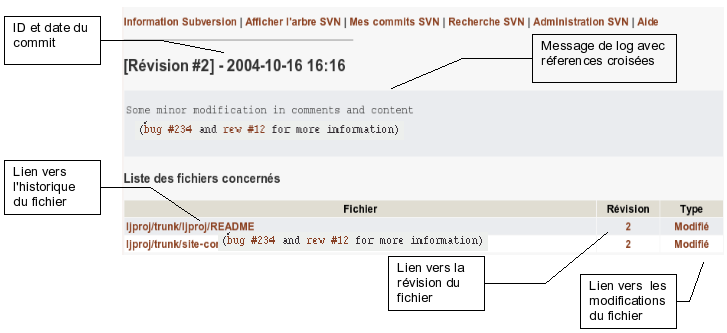 ID et date du
commit
Information Subversion | Afficher l'arbre SVN | Mes commits SVN | Recherche SVN | Administration SVN | Aide
[Révision #2] - 2004-10-16 16:16
Message de log avec
réferences croisées
Some minor modification in comments and content
(bug #234 and rew #12 for more information)
Lien vers
l'historique
du fichier
Liste des fichiers concernés
Fichier Révision Type
ljproj/trunk/ljproj/README 2 Modifié
ljproj/trunk/site-cor (bug #234 and rew #12 for more information) 2 Modifié
Lien vers la
révision du
fichier
Lien vers les
modifications
du fichier